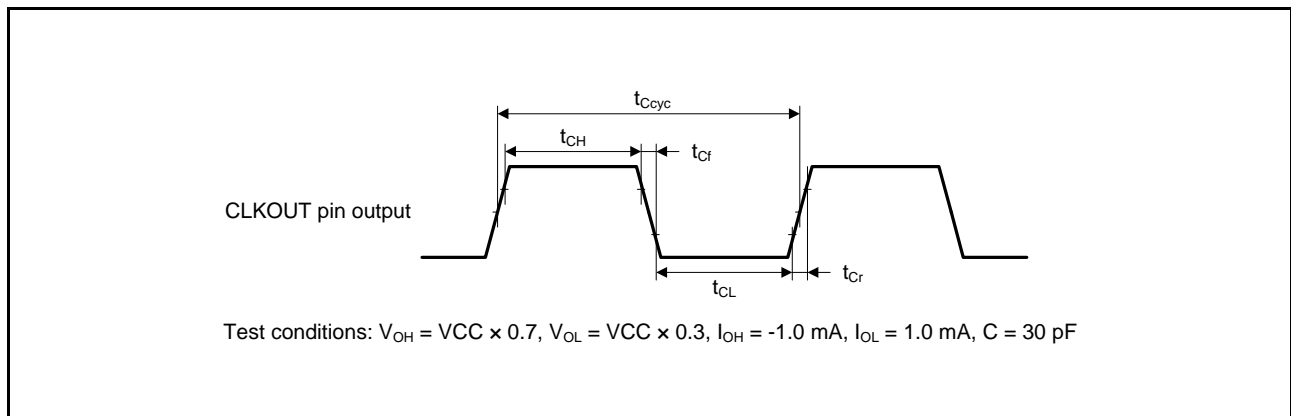 tCcyc
tCH
tCf
CLKOUT pin output
tCL
tCr
Test conditions: VOH = VCC × 0.7, VOL = VCC × 0.3, IOH = -1.0 mA, IOL = 1.0 mA, C = 30 pF